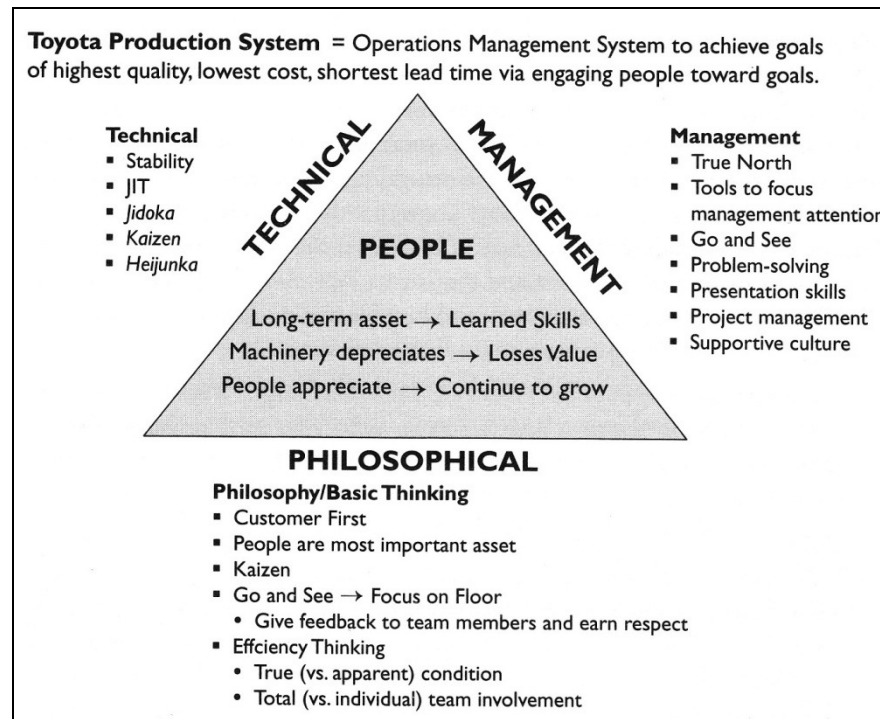 Toyota Production System = Operations Management System to achieve goals
of highest quality, lowest cost, shortest lead time via engaging people toward goals.
Technical
▪ Stability
▪ JIT
▪ Jidoka
▪ Kaizen
▪ Heijunka
TECHNICAL
MANAGEMENT
Management
▪ True North
▪ Tools to focus
management attention
▪ Go and See
▪ Problem-solving
▪ Presentation skills
▪ Project management
▪ Supportive culture
PEOPLE
Long-term asset → Learned Skills
Machinery depreciates → Loses Value
People appreciate → Continue to grow
PHILOSOPHICAL
Philosophy/Basic Thinking
▪ Customer First
▪ People are most important asset
▪ Kaizen
▪ Go and See → Focus on Floor
• Give feedback to team members and earn respect
▪ Effciency Thinking
• True (vs. apparent) condition
• Total (vs. individual) team involvement